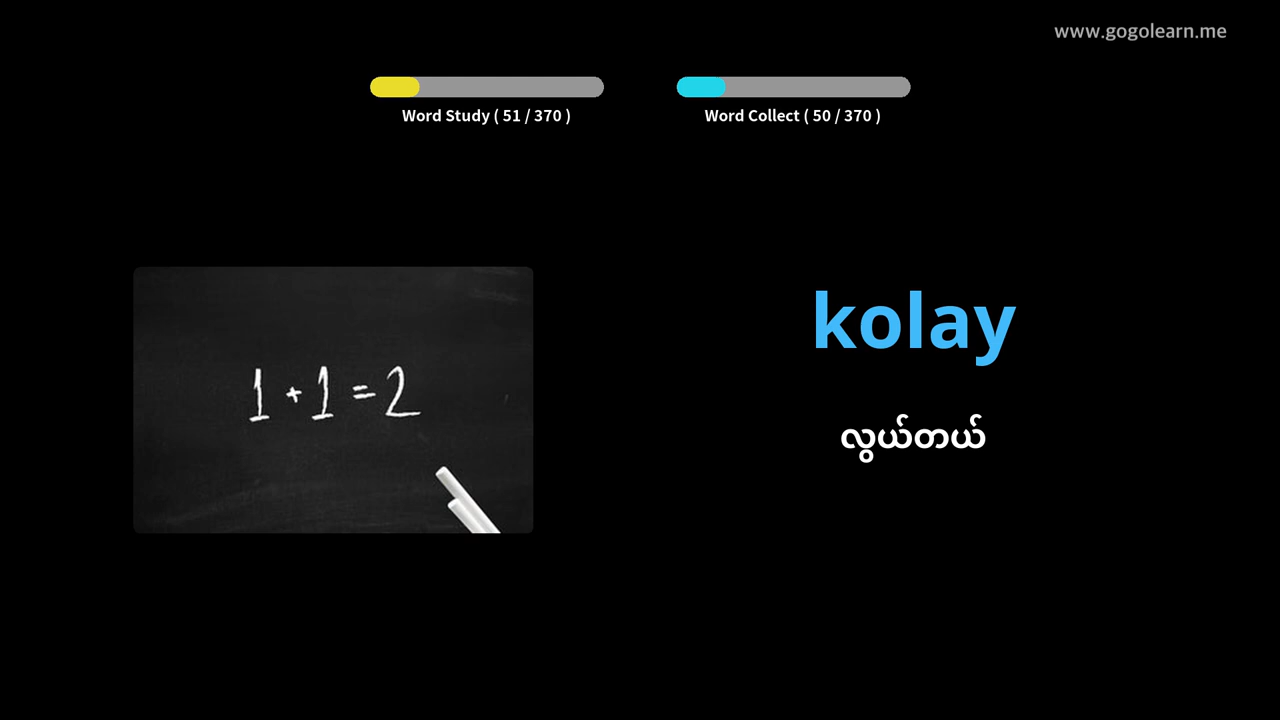 www.gogolearn.me
Word Study ( 51 / 370 )
Word Collect ( 50 / 370 )
1 + 1 = 2
kolay
လွယ်တယ်